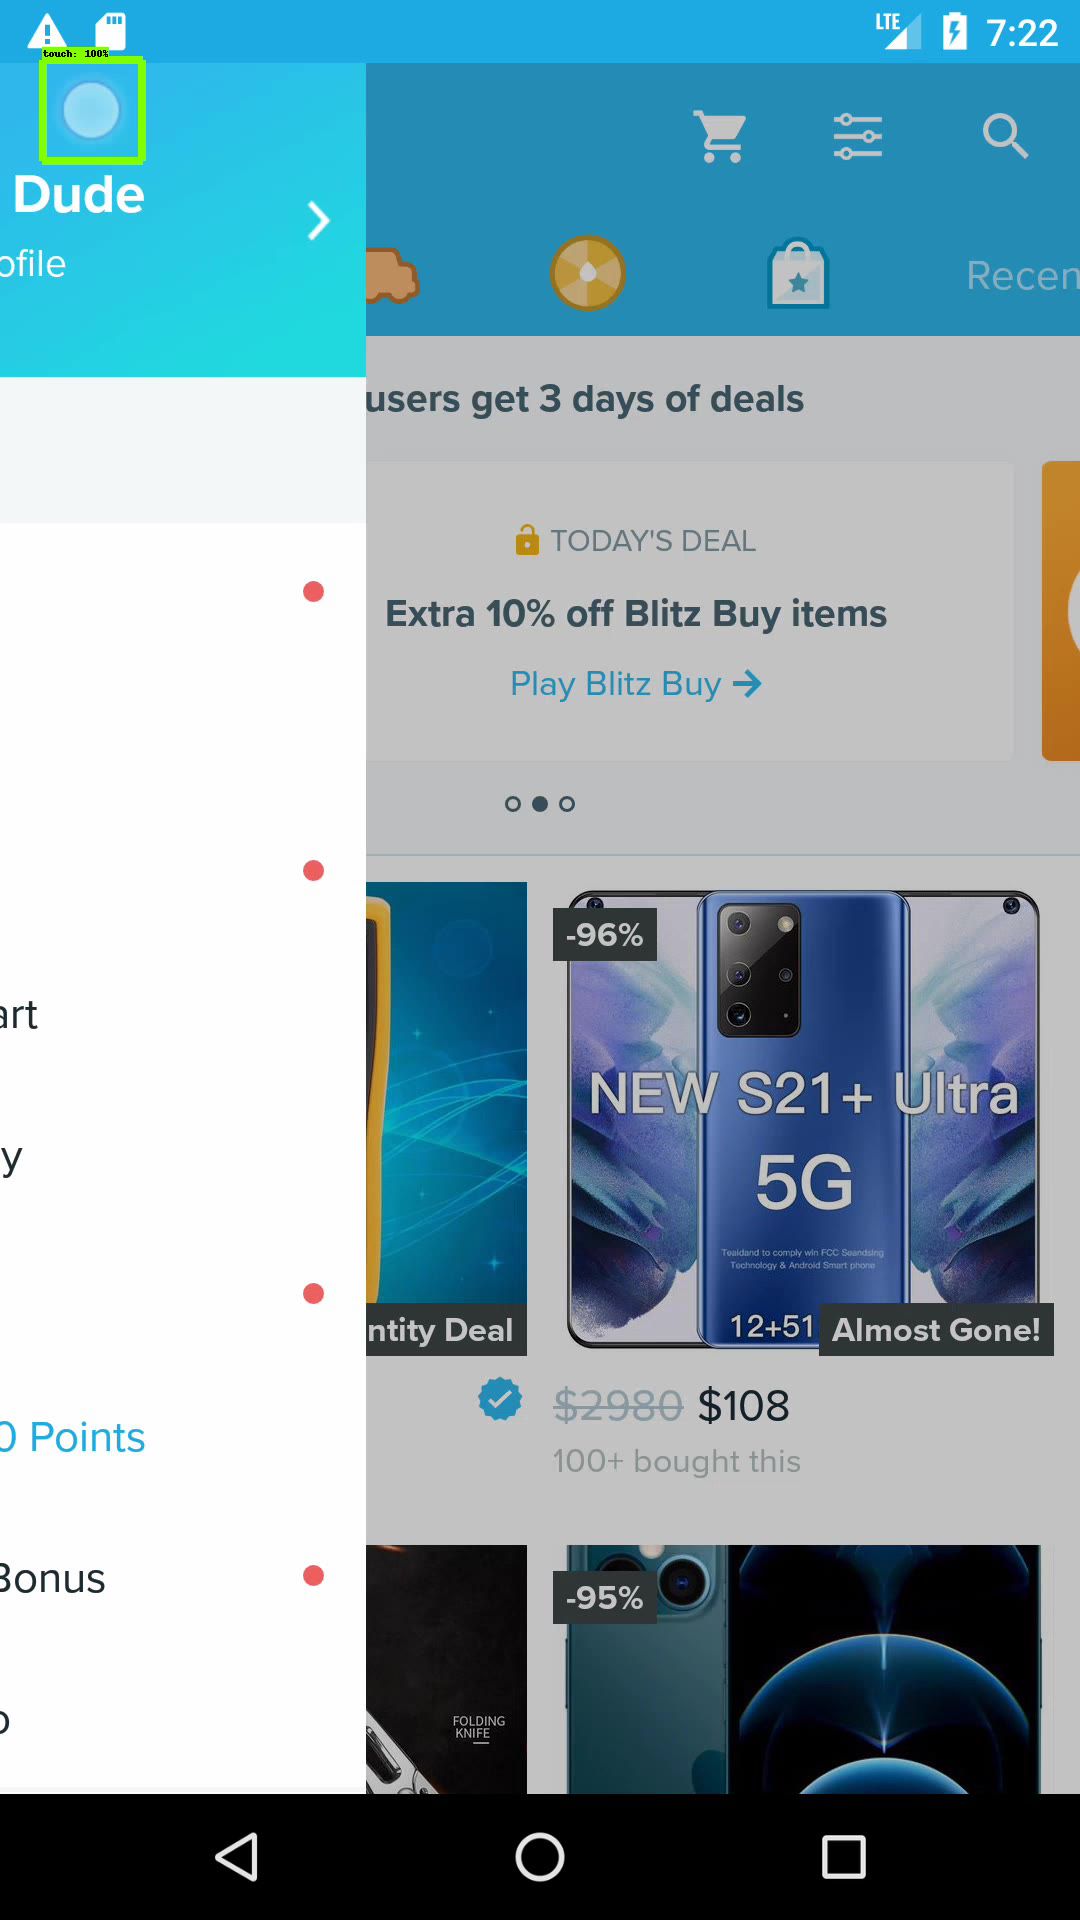 LTE 7:22
touch: 100%
Dude
ofile
Recen
users get 3 days of deals
TODAY'S DEAL
Extra 10% off Blitz Buy items
Play Blitz Buy
-96%
art
NEW S21+ Ultra
y
5G
Tealdand to comply win FCC Seandsing
Technology & Android Smart phone
12+51
ntity Deal
Almost Gone!
$2980 $108
0 Points
100+ bought this
Bonus
-95%
FOLDING
KNIFE
o